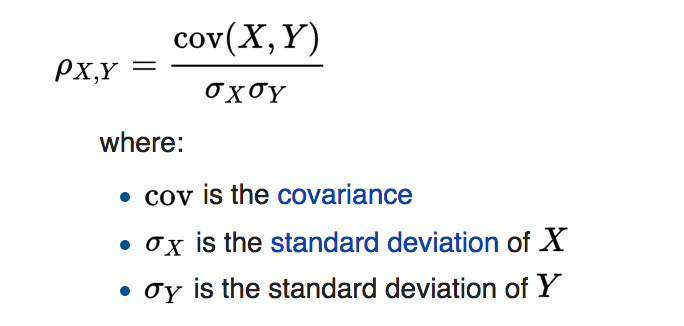 ρX,Y = cov(X, Y) / σXσY
where:
• cov is the covariance
• σX is the standard deviation of X
• σY is the standard deviation of Y